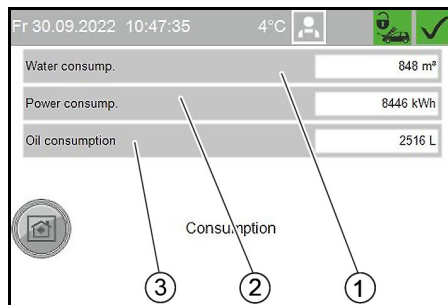 Fr 30.09.2022 10:47:35 4°C
Water consump. 848 m³
Power consump. 8446 kWh
Oil consumption 2516 L
Consumption
3 2 1